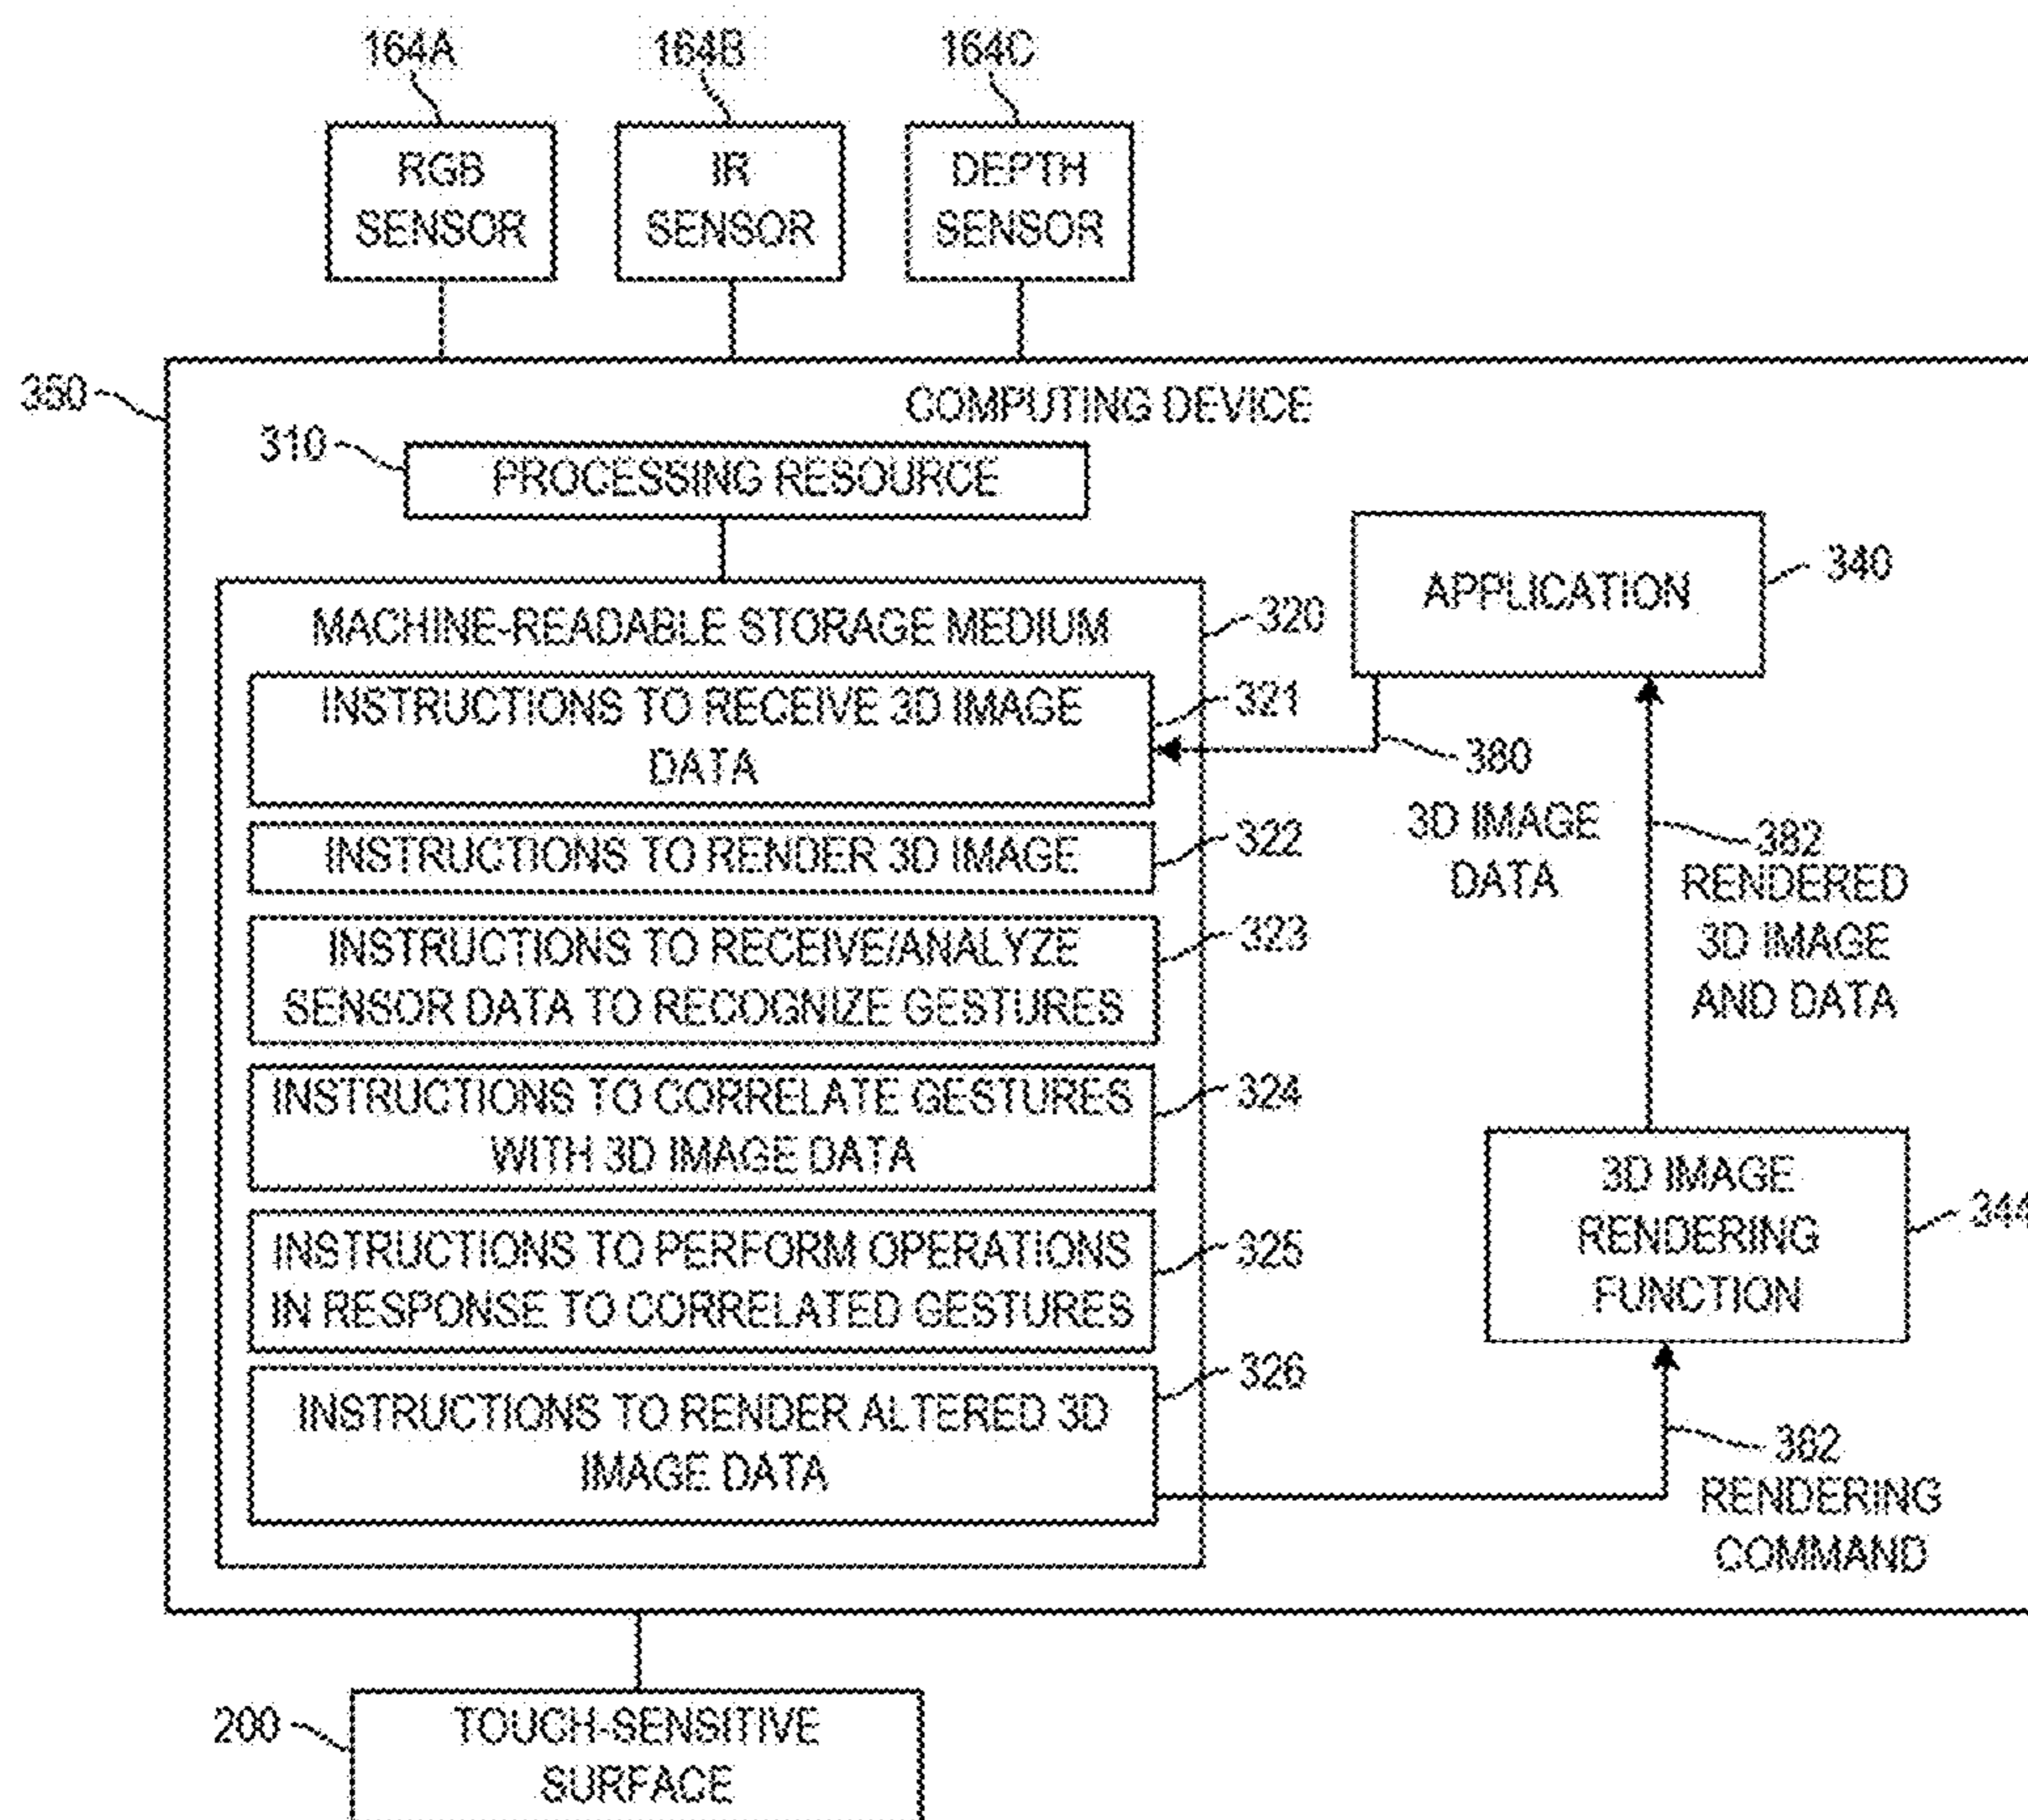 164A
164B
164C
RGB
SENSOR
IR
SENSOR
DEPTH
SENSOR
350
COMPUTING DEVICE
310
PROCESSING RESOURCE
APPLICATION
340
MACHINE-READABLE STORAGE MEDIUM
320
INSTRUCTIONS TO RECEIVE 3D IMAGE
DATA
321
380
3D IMAGE
DATA
INSTRUCTIONS TO RENDER 3D IMAGE
322
382
RENDERED
3D IMAGE
AND DATA
INSTRUCTIONS TO RECEIVE/ANALYZE
SENSOR DATA TO RECOGNIZE GESTURES
323
INSTRUCTIONS TO CORRELATE GESTURES
WITH 3D IMAGE DATA
324
3D IMAGE
RENDERING
FUNCTION
344
INSTRUCTIONS TO PERFORM OPERATIONS
IN RESPONSE TO CORRELATED GESTURES
325
INSTRUCTIONS TO RENDER ALTERED 3D
IMAGE DATA
326
382
RENDERING
COMMAND
200
TOUCH-SENSITIVE
SURFACE